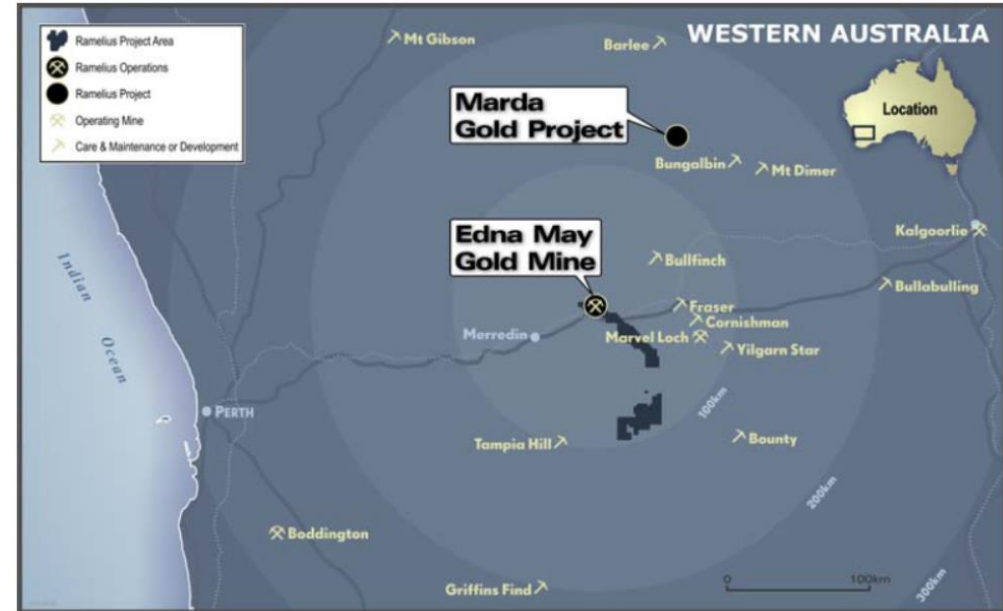 WESTERN AUSTRALIA
Ramelius Project Area
Ramelius Operations
Ramelius Project
Operating Mine
Care & Maintenance or Development
Mt Gibson
Barlee
Location
Marda
Gold Project
Bungalbin
Mt Dimer
Kalgoorlie
Edna May
Gold Mine
Bullfinch
Bullabulling
Indian
Ocean
Fraser
Cornishman
Merredin
Marvel Loch
Yilgarn Star
100km
PERTH
Tampia Hill
Bounty
200km
Boddington
Griffins Find
0 100km
300km